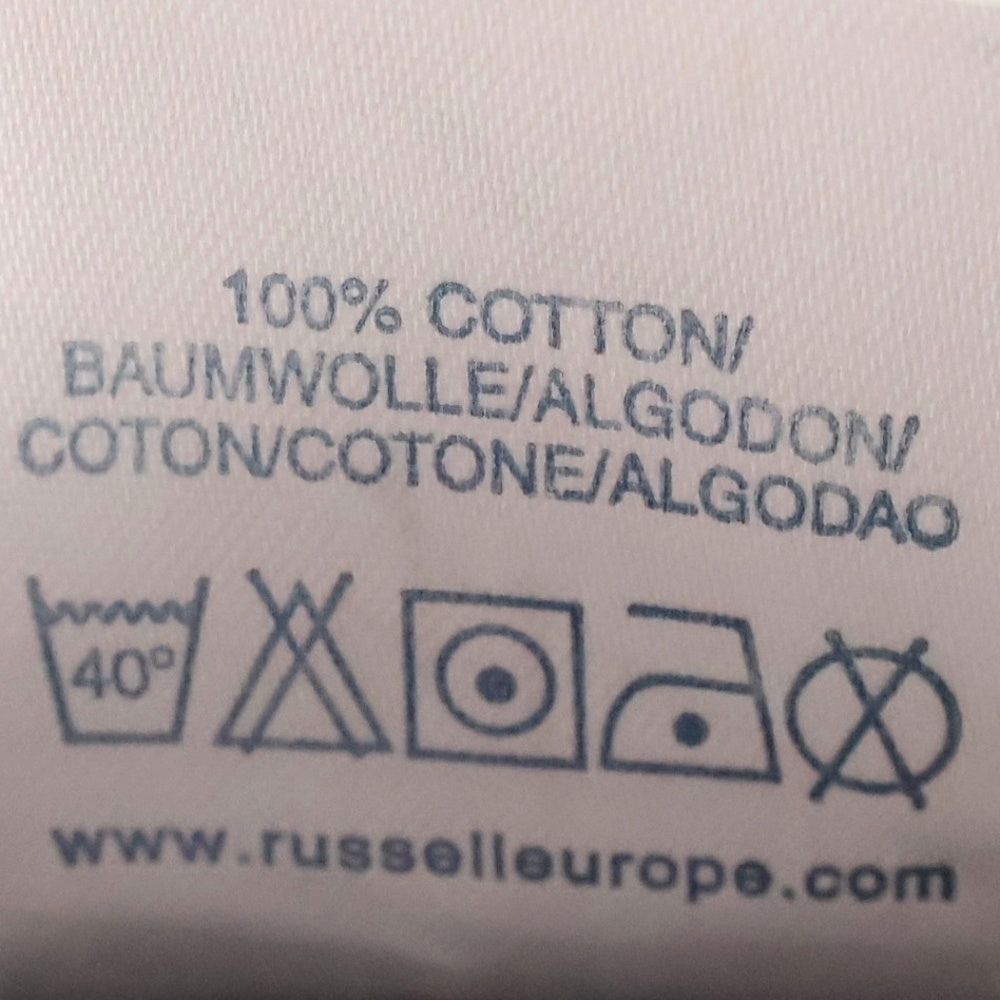 100% COTTON/
BAUMWOLLE/ALGODON/
COTON/COTONE/ALGODAO
40°
www.russelleurope.com